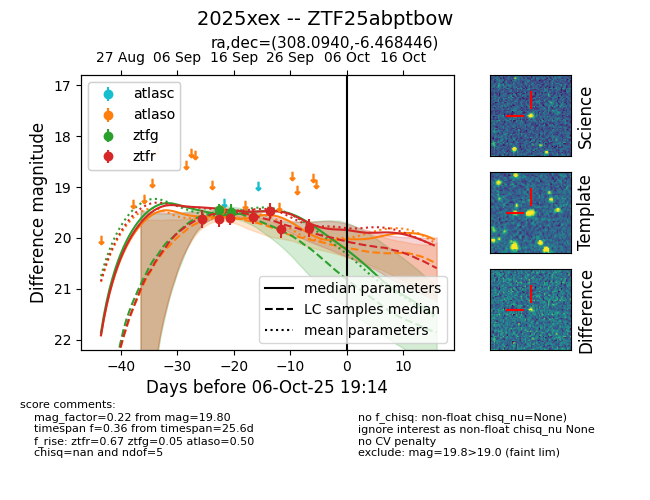 2025xex -- ZTF25abptbow
ra,dec=(308.0940,-6.468446)
27 Aug 06 Sep 16 Sep 26 Sep 06 Oct 16 Oct
17
18
19
20
21
22
Difference magnitude
atlasc
atlaso
ztfg
ztfr
median parameters
LC samples median
mean parameters
−40 −30 −20 −10 0 10
Days before 06-Oct-25 19:14
Science
Template
Difference
score comments:
mag_factor=0.22 from mag=19.80
timespan f=0.36 from timespan=25.6d
f_rise: ztfr=0.67 ztfg=0.05 atlaso=0.50
chisq=nan and ndof=5
no f_chisq: non-float chisq_nu=None)
ignore interest as non-float chisq_nu None
no CV penalty
exclude: mag=19.8>19.0 (faint lim)